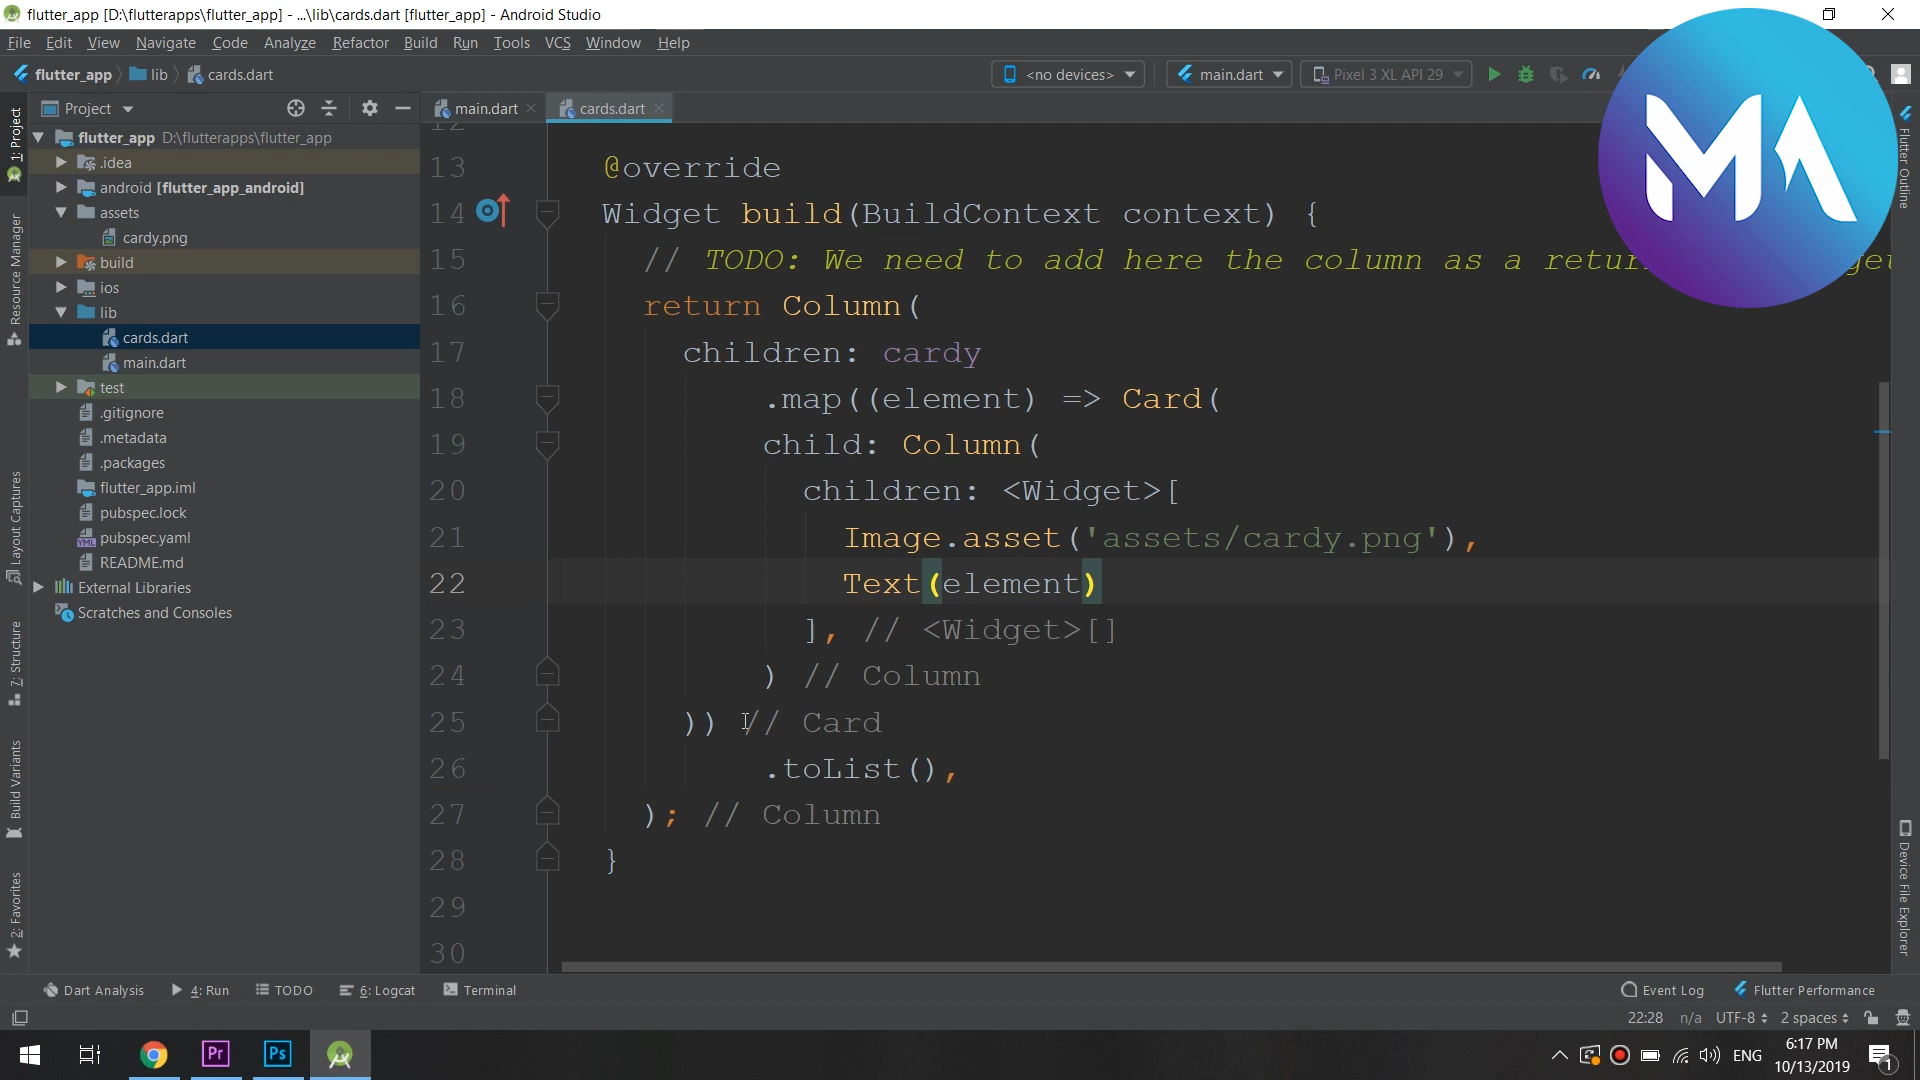 flutter_app [D:\flutterapps\flutter_app] - ...\lib\cards.dart [flutter_app] - Android Studio
File Edit View Navigate Code Analyze Refactor Build Run Tools VCS Window Help
flutter_app lib cards.dart <no devices> main.dart Pixel 3 XL API 29
Project main.dart cards.dart
MA
1: Project
Resource Manager
Layout Captures
7: Structure
Build Variants
2: Favorites
flutter_app D:\flutterapps\flutter_app
.idea
android [flutter_app_android]
assets
cardy.png
build
ios
lib
cards.dart
main.dart
test
.gitignore
.metadata
.packages
flutter_app.iml
pubspec.lock
pubspec.yaml
README.md
External Libraries
Scratches and Consoles
12
13 @override
14 Widget build(BuildContext context) {
15 // TODO: We need to add here the column as a retur
16 return Column(
17 children: cardy
18 .map((element) => Card(
19 child: Column(
20 children: <Widget>[
21 Image.asset('assets/cardy.png'),
22 Text(element)
23 ], // <Widget>[]
24 ) // Column
25 )) // Card
26 .toList(),
27 ); // Column
28 }
29
30
Flutter Outline
Device File Explorer
Dart Analysis 4: Run TODO 6: Logcat Terminal Event Log Flutter Performance
22:28 n/a UTF-8 2 spaces
Pr Ps ENG 6:17 PM
10/13/2019 1